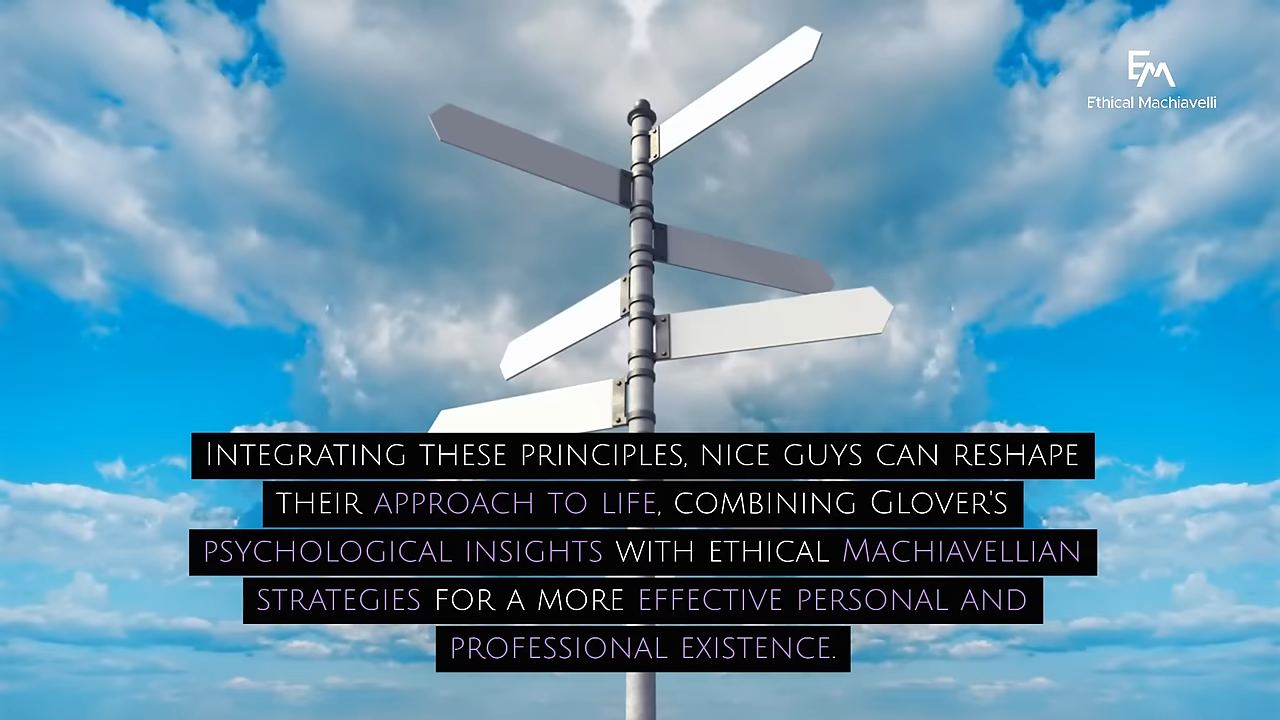 EM
Ethical Machiavelli
Integrating these principles, nice guys can reshape
their approach to life, combining Glover's
psychological insights with ethical Machiavellian
strategies for a more effective personal and
professional existence.